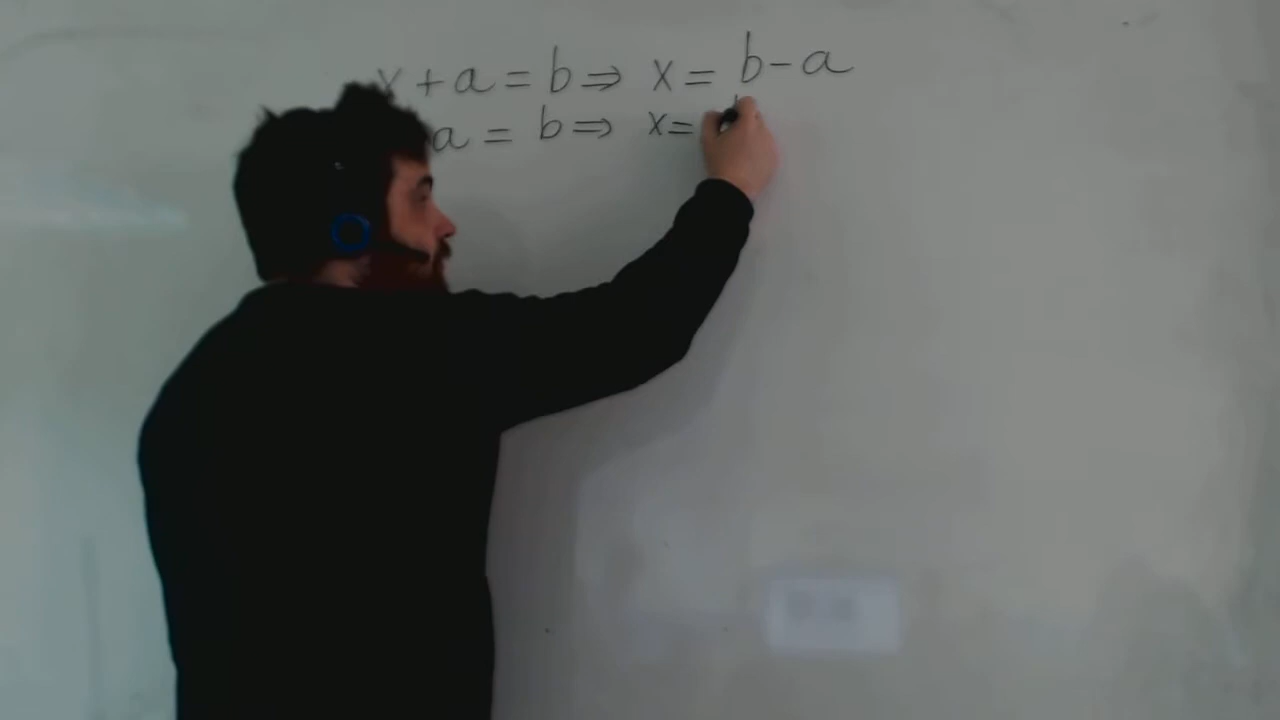 x + a = b ⇒ x = b - a
a = b ⇒ x =